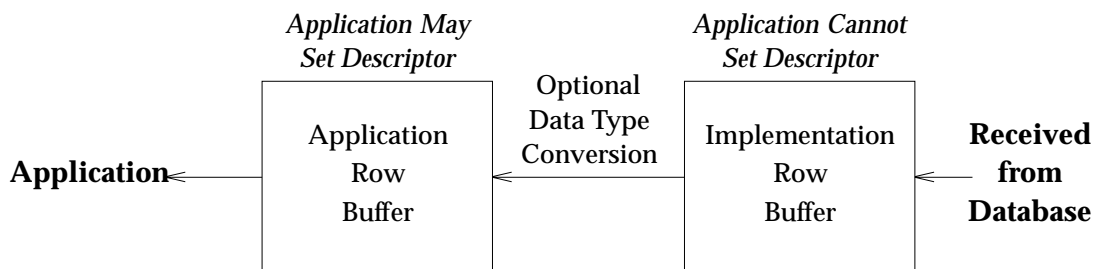 Application May
Set Descriptor
Application Cannot
Set Descriptor
Application
Application
Row
Buffer
Optional
Data Type
Conversion
Implementation
Row
Buffer
Received
from
Database